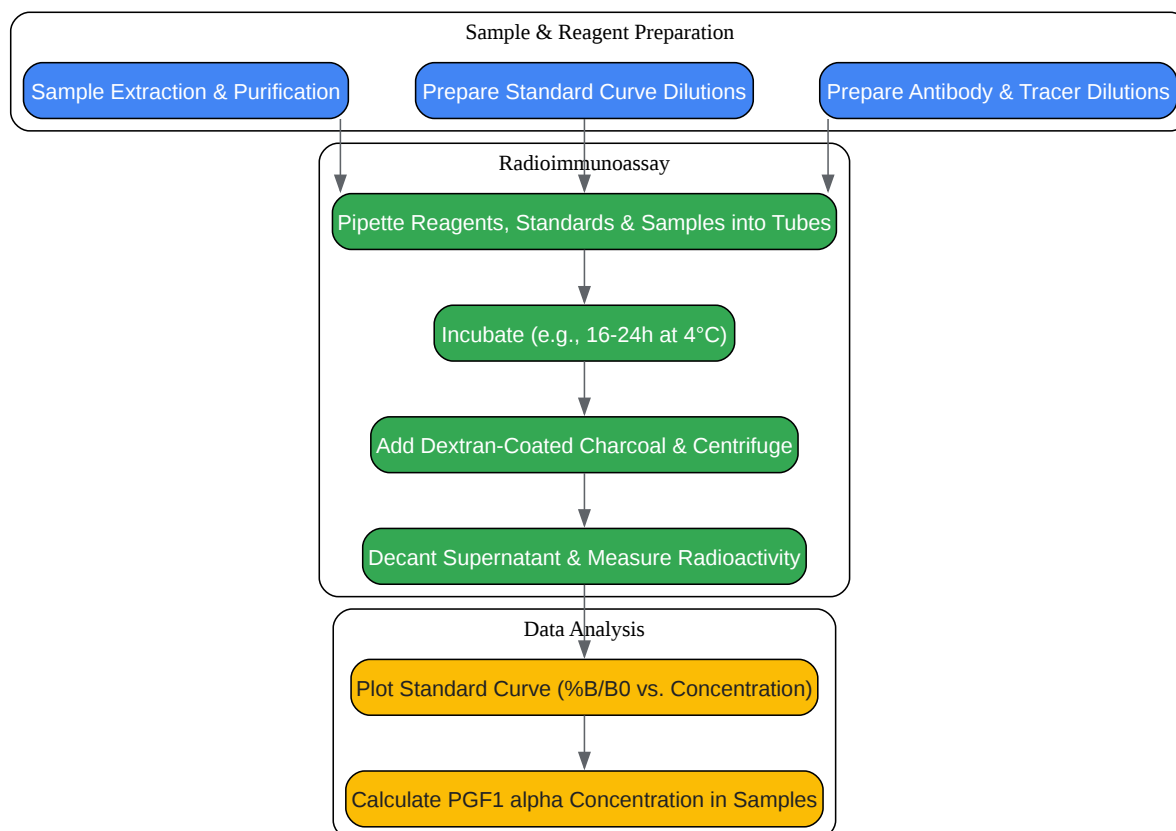 Sample & Reagent Preparation
Sample Extraction & Purification
Prepare Standard Curve Dilutions
Prepare Antibody & Tracer Dilutions
Radioimmunoassay
Pipette Reagents, Standards & Samples into Tubes
Incubate (e.g., 16-24h at 4°C)
Add Dextran-Coated Charcoal & Centrifuge
Decant Supernatant & Measure Radioactivity
Data Analysis
Plot Standard Curve (%B/B0 vs. Concentration)
Calculate PGF1 alpha Concentration in Samples